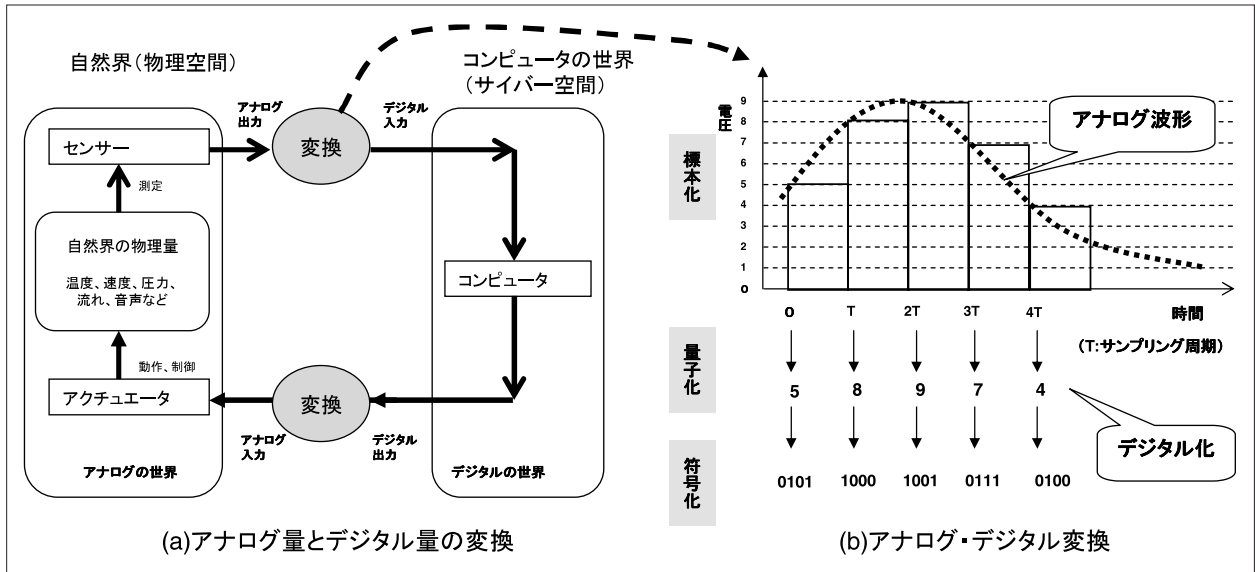 自然界(物理空間)
コンピュータの世界
(サイバー空間)
アナログ
出力
変換
デジタル
入力
センサー
測定
自然界の物理量
温度、速度、圧力、
流れ、音声など
動作、制御
アクチュエータ
アナログの世界
コンピュータ
変換
アナログ
入力
デジタル
出力
デジタルの世界
(a)アナログ量とデジタル量の変換
電圧
9
8
7
6
5
4
3
2
1
0
アナログ波形
標本化
0 T 2T 3T 4T 時間
(T:サンプリング周期)
量子化
5 8 9 7 4
デジタル化
符号化
0101 1000 1001 0111 0100
(b)アナログ・デジタル変換